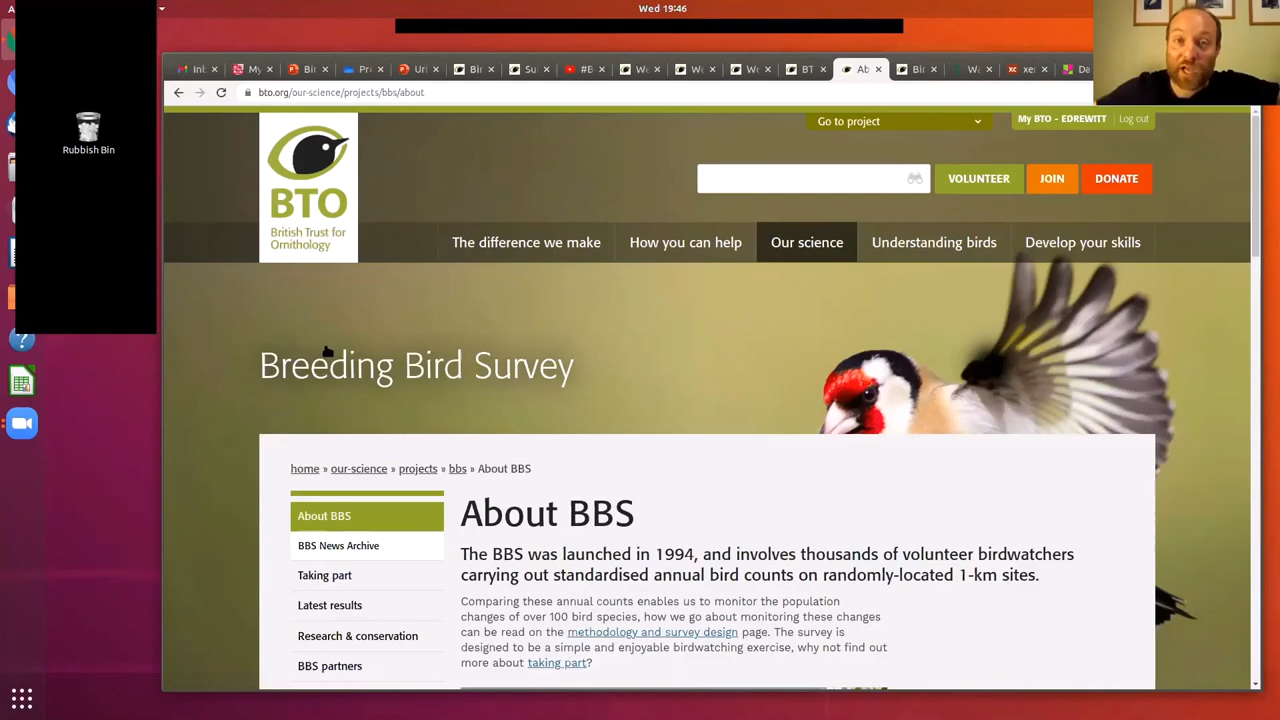 Wed 19:46
Rubbish Bin
bto.org/our-science/projects/bbs/about
Go to project
My BTO - EDREWITT
Log out
VOLUNTEER
JOIN
DONATE
BTO
British Trust for
Ornithology
The difference we make
How you can help
Our science
Understanding birds
Develop your skills
Breeding Bird Survey
home » our-science » projects » bbs » About BBS
About BBS
BBS News Archive
Taking part
Latest results
Research & conservation
BBS partners
About BBS
The BBS was launched in 1994, and involves thousands of volunteer birdwatchers
carrying out standardised annual bird counts on randomly-located 1-km sites.
Comparing these annual counts enables us to monitor the population
changes of over 100 bird species, how we go about monitoring these changes
can be read on the methodology and survey design page. The survey is
designed to be a simple and enjoyable birdwatching exercise, why not find out
more about taking part?